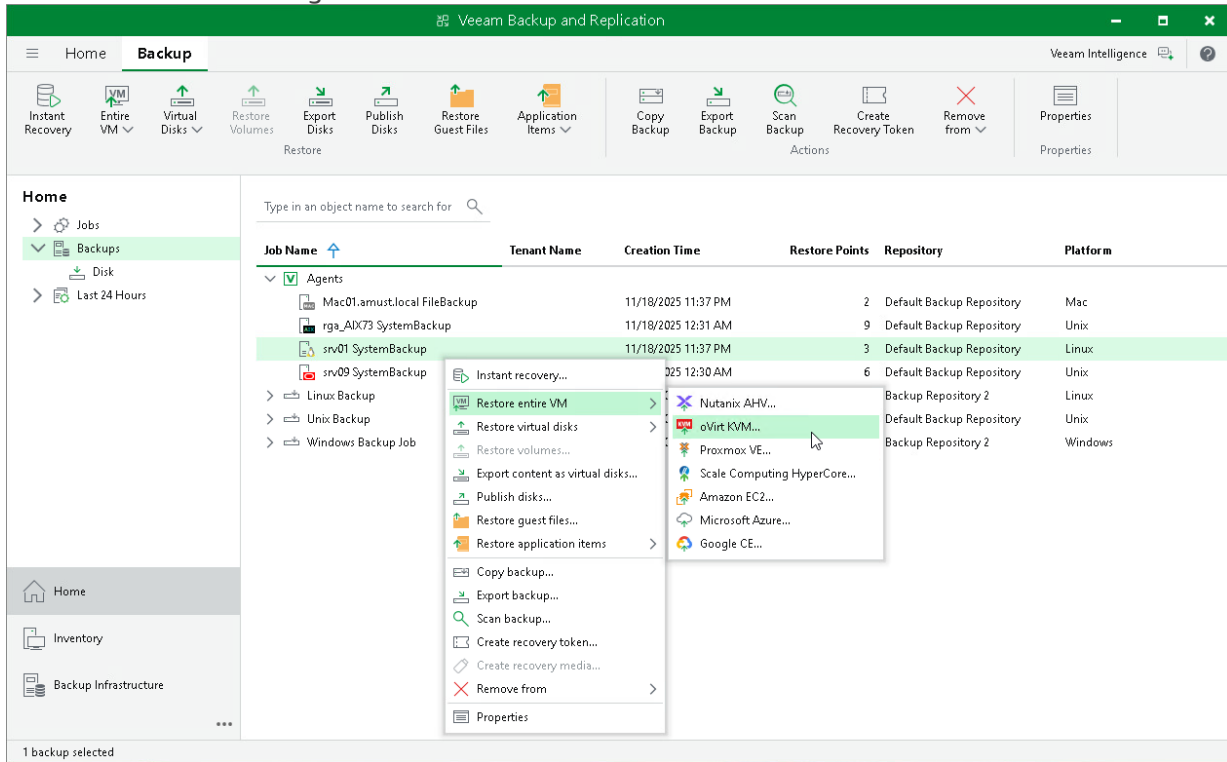 Veeam Backup and Replication
Home Backup
Veeam Intelligence
Instant Recovery
Entire VM
Virtual Disks
Restore Volumes
Export Disks
Publish Disks
Restore Guest Files
Application Items
Restore
Copy Backup
Export Backup
Scan Backup
Create Recovery Token
Remove from
Actions
Properties
Properties
Home
Jobs
Backups
Disk
Last 24 Hours
Type in an object name to search for
Job Name Tenant Name Creation Time Restore Points Repository Platform
Agents
Mac01.amust.local FileBackup 11/18/2025 11:37 PM 2 Default Backup Repository Mac
rga_AIX73 SystemBackup 11/18/2025 12:31 AM 9 Default Backup Repository Unix
srv01 SystemBackup 11/18/2025 11:37 PM 3 Default Backup Repository Linux
srv09 SystemBackup 025 12:30 AM 6 Default Backup Repository Unix
Linux Backup Backup Repository 2 Linux
Unix Backup Default Backup Repository Unix
Windows Backup Job Backup Repository 2 Windows
Instant recovery...
Restore entire VM
Restore virtual disks
Restore volumes...
Export content as virtual disks...
Publish disks...
Restore guest files...
Restore application items
Copy backup...
Export backup...
Scan backup...
Create recovery token...
Create recovery media...
Remove from
Properties
Nutanix AHV...
oVirt KVM...
Proxmox VE...
Scale Computing HyperCore...
Amazon EC2...
Microsoft Azure...
Google CE...
Home
Inventory
Backup Infrastructure
1 backup selected